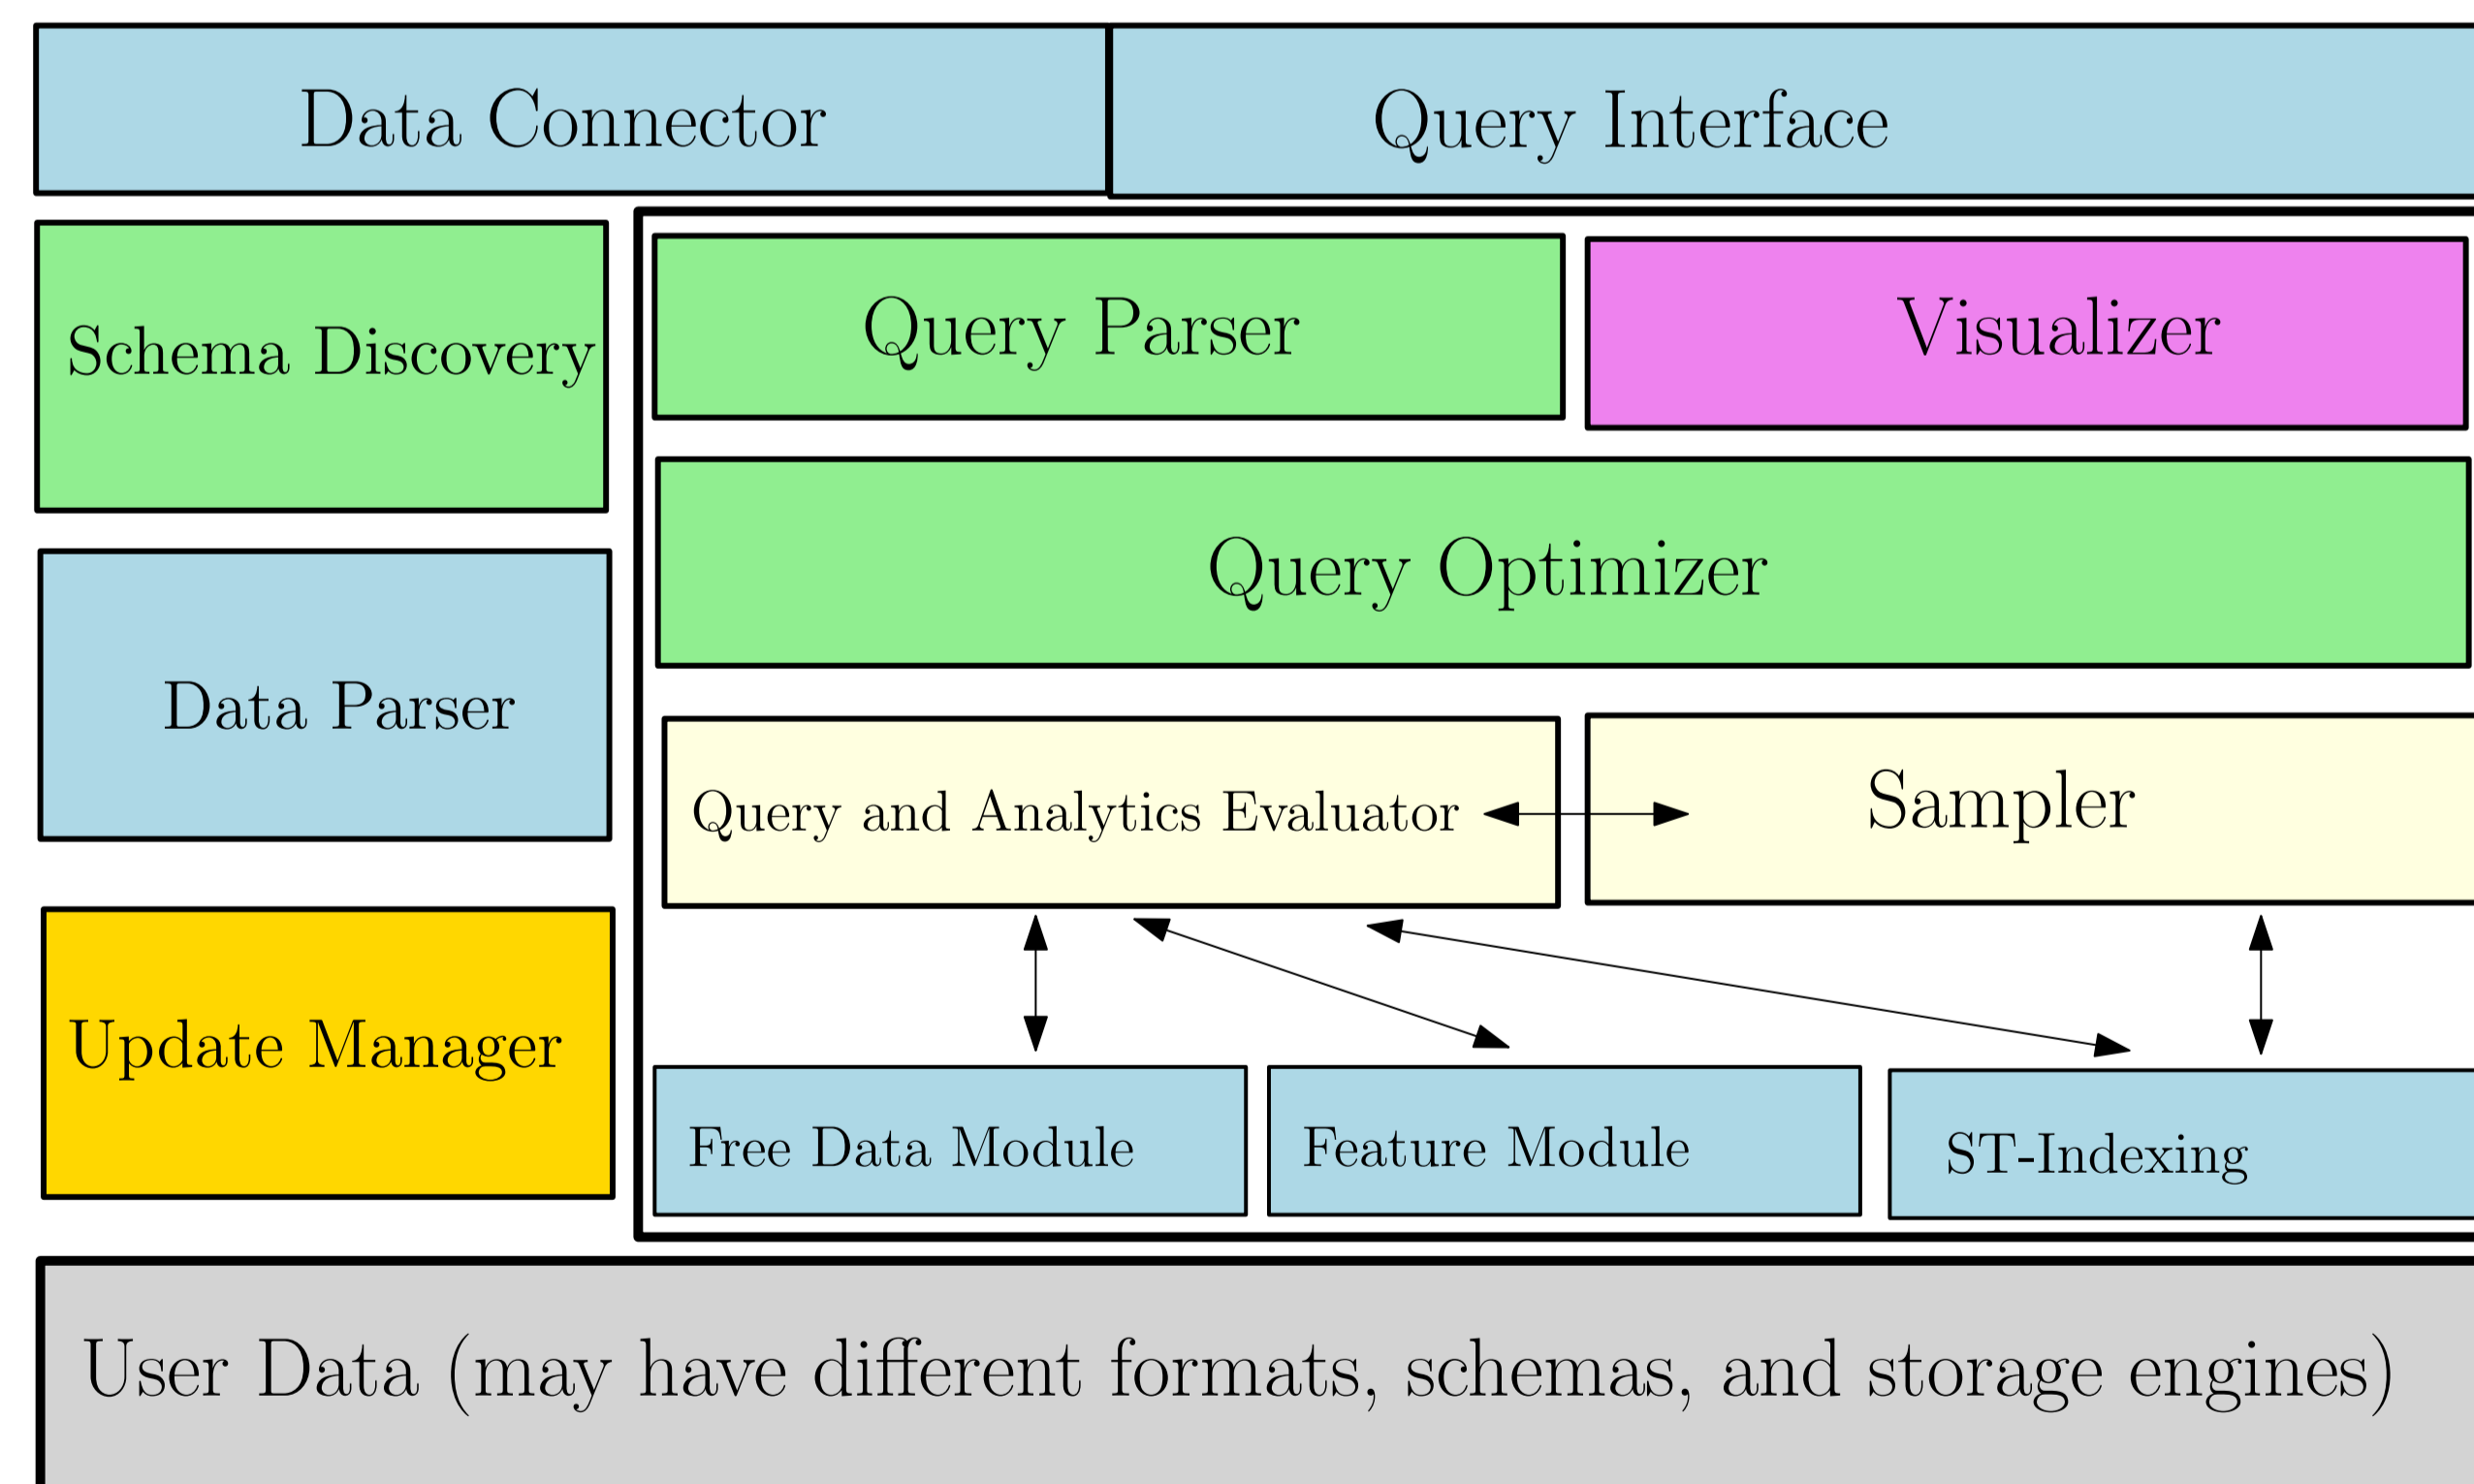 Data Connector
Query Interface
Schema Discovery
Query Parser
Visualizer
Query Optimizer
Data Parser
Query and Analytics Evaluator
Sampler
Update Manager
Free Data Module
Feature Module
ST-Indexing
User Data (may have different formats, schemas, and storage engines)